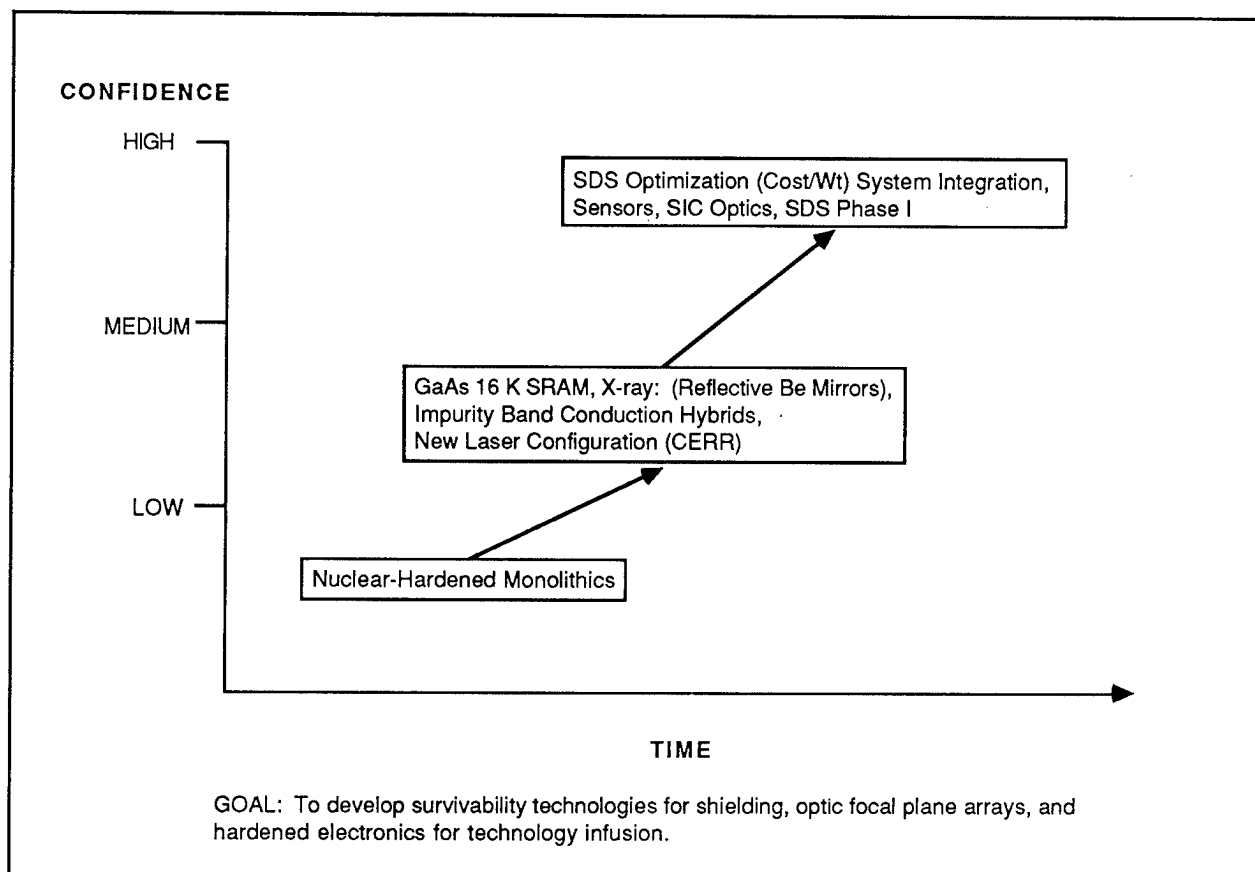 CONFIDENCE
HIGH
SDS Optimization (Cost/Wt) System Integration,
Sensors, SIC Optics, SDS Phase I
MEDIUM
GaAs 16 K SRAM, X-ray: (Reflective Be Mirrors),
Impurity Band Conduction Hybrids,
New Laser Configuration (CERR)
LOW
Nuclear-Hardened Monolithics
TIME
GOAL: To develop survivability technologies for shielding, optic focal plane arrays, and
hardened electronics for technology infusion.